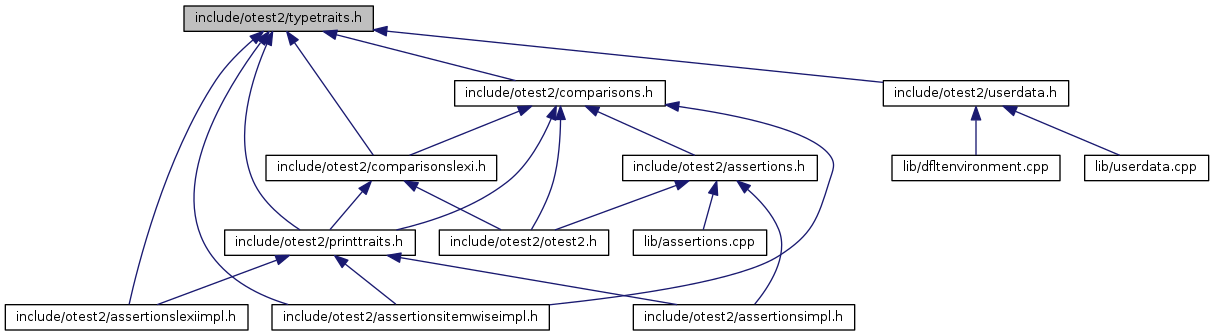 include/otest2/typetraits.h
include/otest2/comparisons.h
include/otest2/userdata.h
include/otest2/comparisonslexi.h
include/otest2/assertions.h
lib/dfltenvironment.cpp
lib/userdata.cpp
include/otest2/printtraits.h
include/otest2/otest2.h
lib/assertions.cpp
include/otest2/assertionslexiimpl.h
include/otest2/assertionsitemwiseimpl.h
include/otest2/assertionsimpl.h